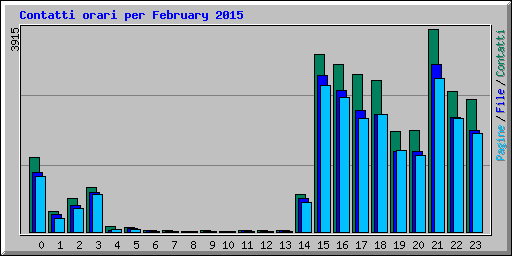 Contatti orari per February 2015
3915
Pagine/File/Contatti
0 1 2 3 4 5 6 7 8 9 10 11 12 13 14 15 16 17 18 19 20 21 22 23